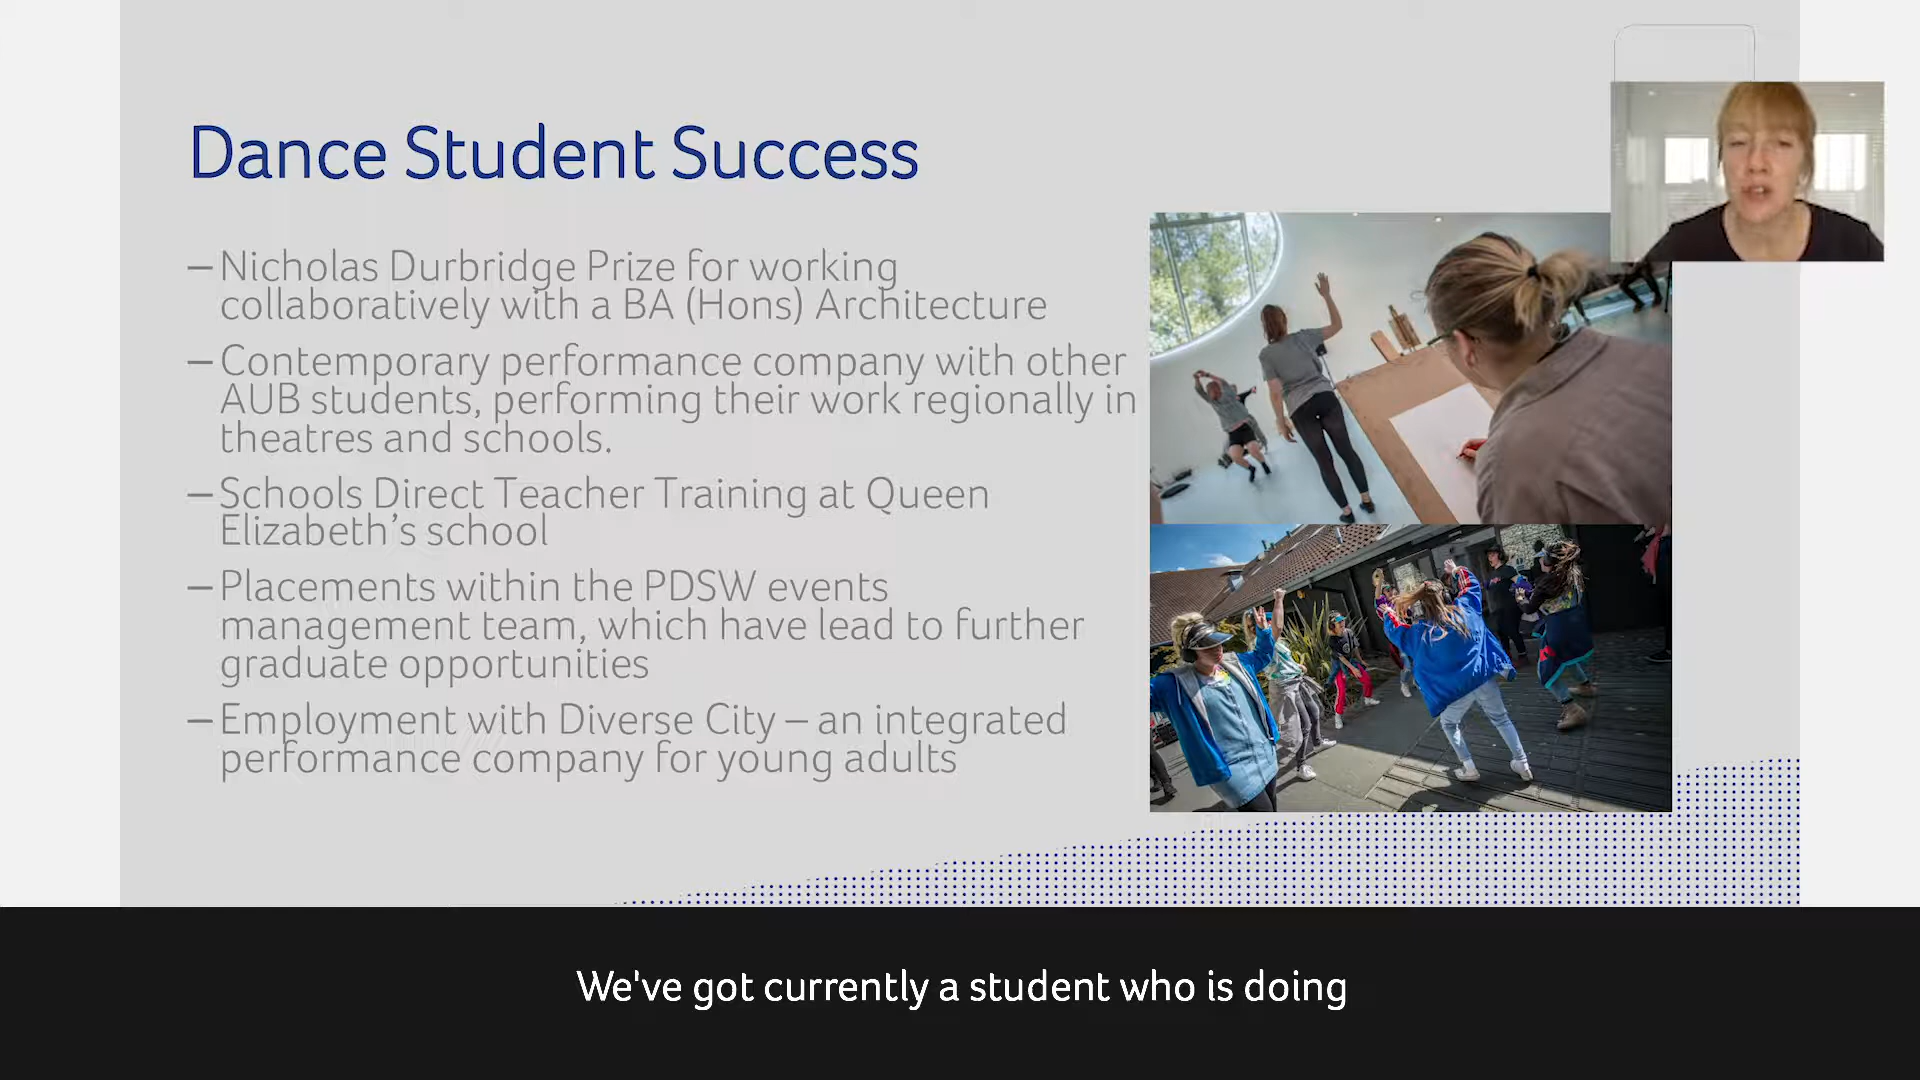 Dance Student Success
– Nicholas Durbridge Prize for working
collaboratively with a BA (Hons) Architecture
– Contemporary performance company with other
AUB students, performing their work regionally in
theatres and schools.
– Schools Direct Teacher Training at Queen
Elizabeth’s school
– Placements within the PDSW events
management team, which have lead to further
graduate opportunities
– Employment with Diverse City – an integrated
performance company for young adults
We've got currently a student who is doing